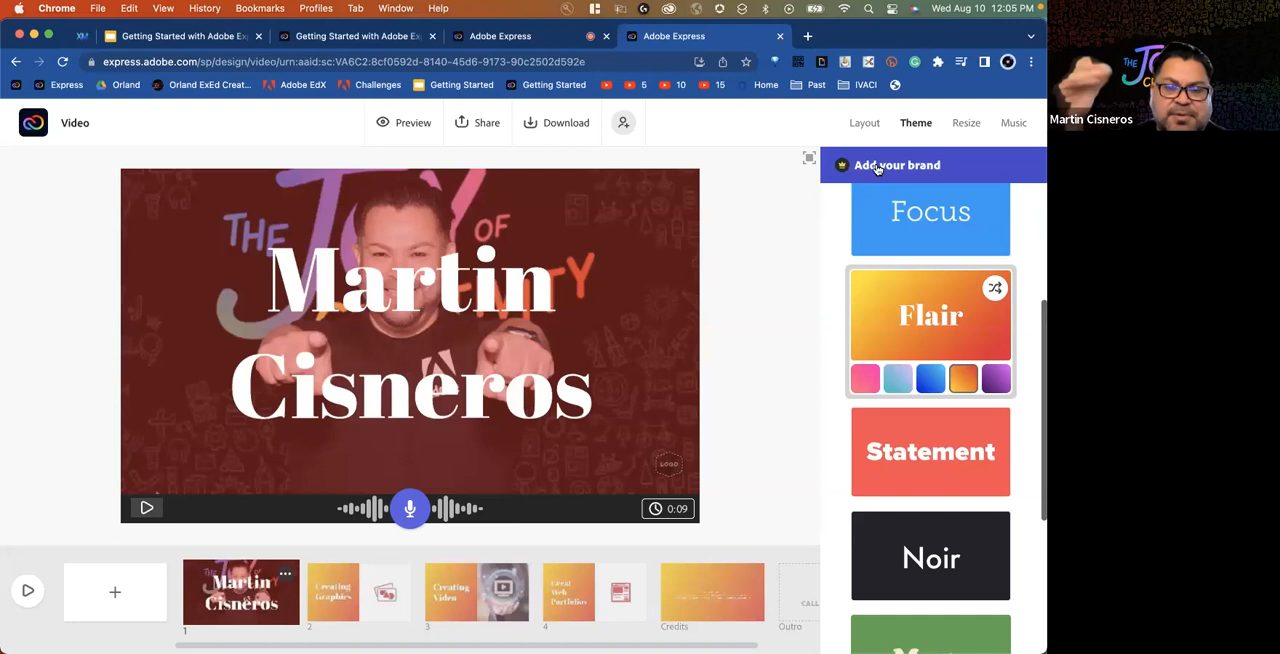 Chrome File Edit View History Bookmarks Profiles Tab Window Help Wed Aug 10 12:05 PM
XM Getting Started with Adobe Ex Getting Started with Adobe Ex Adobe Express Adobe Express
express.adobe.com/sp/design/video/urn:aaid:sc:VA6C2:8cf0592d-8140-45d6-9173-90c2502d592e
Express Orland Orland ExEd Creat... Adobe EdX Challenges Getting Started Getting Started 5 10 15 Home Past IVACI
Video Preview Share Download Layout Theme Resize Music
THE
Martin Cisneros
Add your brand
THE JOY OF
Martin
Cisneros
LOGO
0:09
Focus
Flair
Statement
Noir
Martin
Cisneros
1
Creating
Graphics
2
Creating
Video
3
Great
Web
Portfolios
4
Credits
CALL
Outro